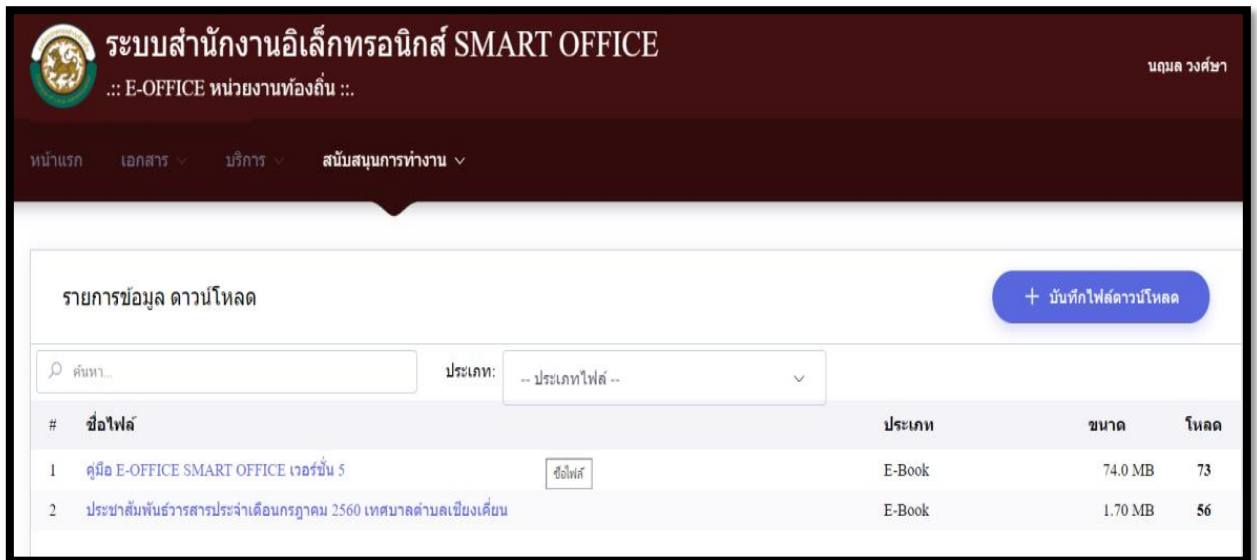 ระบบสำนักงานอิเล็กทรอนิกส์ SMART OFFICE
.:: E-OFFICE หน่วยงานท้องถิ่น ::.
นฤมล วงศ์ษา
หน้าแรก เอกสาร บริการ สนับสนุนการทำงาน
รายการข้อมูล ดาวน์โหลด
+ บันทึกไฟล์ดาวน์โหลด
ค้นหา... ประเภท: -- ประเภทไฟล์ --
# ชื่อไฟล์ ประเภท ขนาด โหลด
1 คู่มือ E-OFFICE SMART OFFICE เวอร์ชั่น 5 ชื่อไฟล์ E-Book 74.0 MB 73
2 ประชาสัมพันธ์วารสารประจำเดือนกรกฎาคม 2560 เทศบาลตำบลเชียงเคี่ยน E-Book 1.70 MB 56